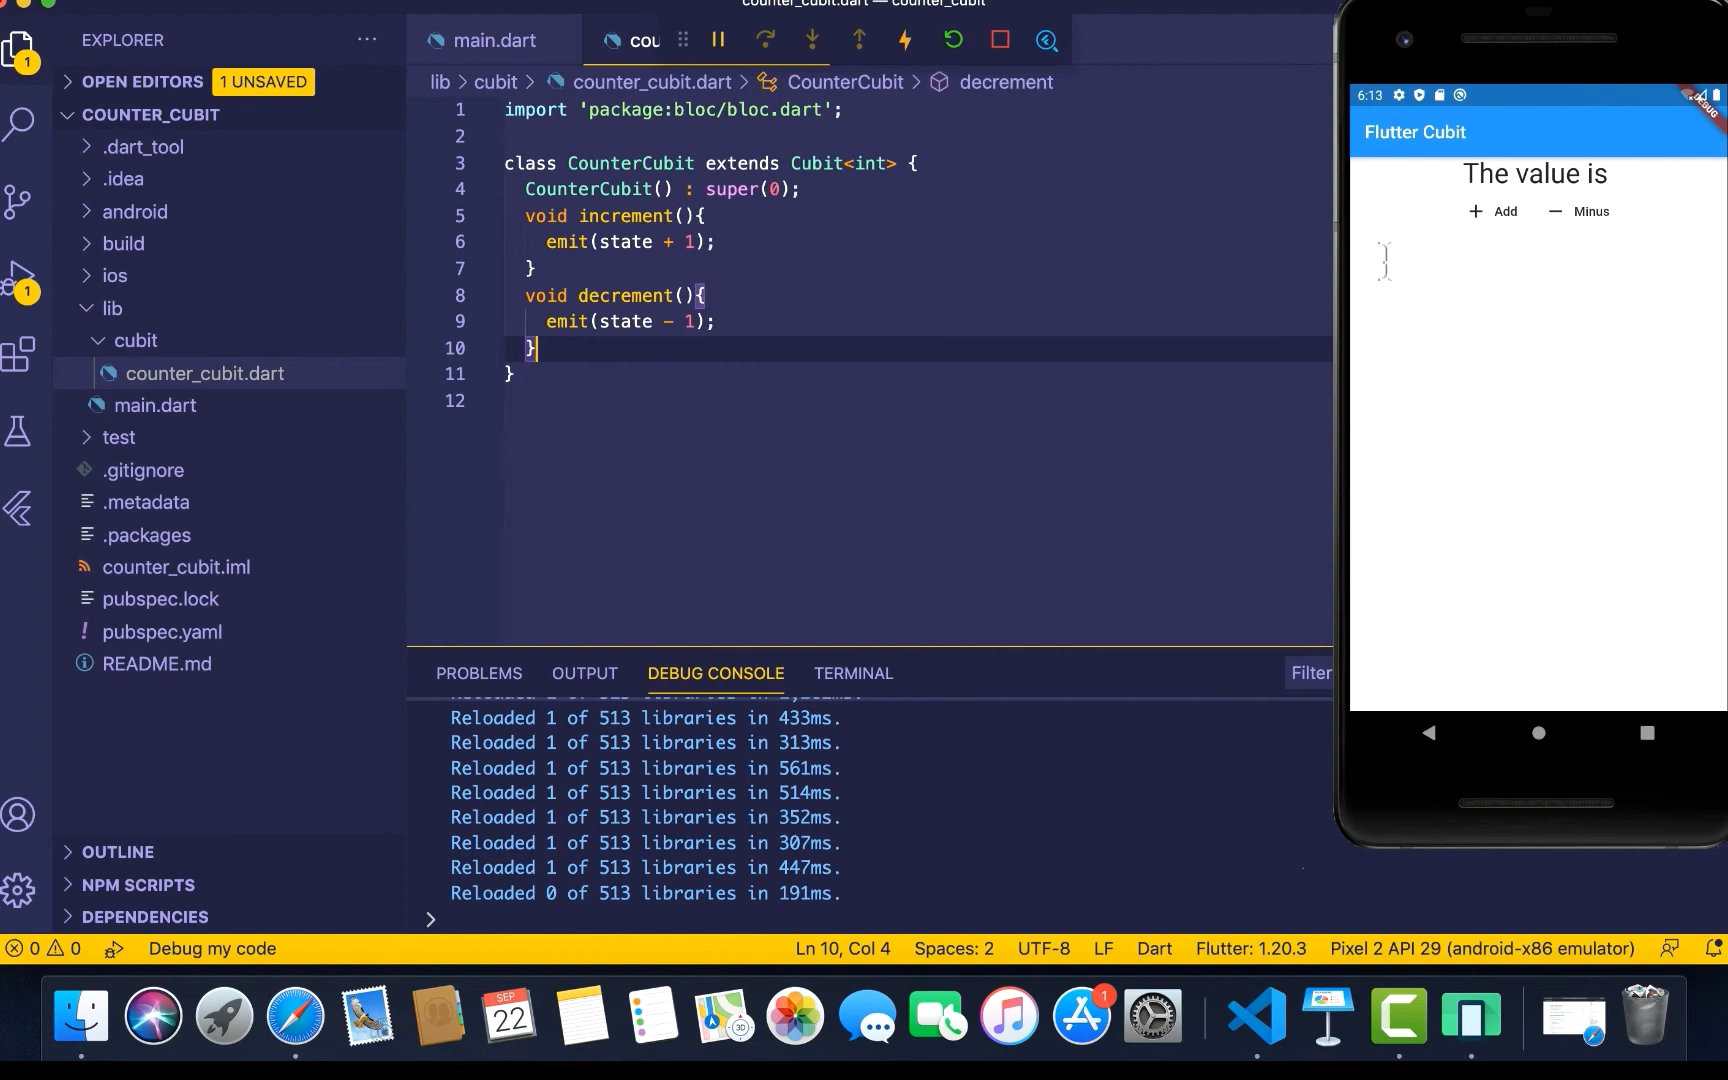 counter_cubit.dart — counter_cubit
EXPLORER
main.dart
cou
1
OPEN EDITORS 1 UNSAVED
lib > cubit > counter_cubit.dart > CounterCubit > decrement
COUNTER_CUBIT
.dart_tool
.idea
android
build
ios
1
lib
cubit
counter_cubit.dart
main.dart
test
.gitignore
.metadata
.packages
counter_cubit.iml
pubspec.lock
pubspec.yaml
README.md
OUTLINE
NPM SCRIPTS
DEPENDENCIES
1 import 'package:bloc/bloc.dart';
2
3 class CounterCubit extends Cubit<int> {
4 CounterCubit() : super(0);
5 void increment(){
6 emit(state + 1);
7 }
8 void decrement(){
9 emit(state - 1);
10 }
11 }
12
PROBLEMS OUTPUT DEBUG CONSOLE TERMINAL Filter
Reloaded 1 of 513 libraries in 433ms.
Reloaded 1 of 513 libraries in 313ms.
Reloaded 1 of 513 libraries in 561ms.
Reloaded 1 of 513 libraries in 514ms.
Reloaded 1 of 513 libraries in 352ms.
Reloaded 1 of 513 libraries in 307ms.
Reloaded 1 of 513 libraries in 447ms.
Reloaded 0 of 513 libraries in 191ms.
>
6:13
DEBUG
Flutter Cubit
The value is
+ Add — Minus
0 0 Debug my code Ln 10, Col 4 Spaces: 2 UTF-8 LF Dart Flutter: 1.20.3 Pixel 2 API 29 (android-x86 emulator)
SEP
22
3D
1